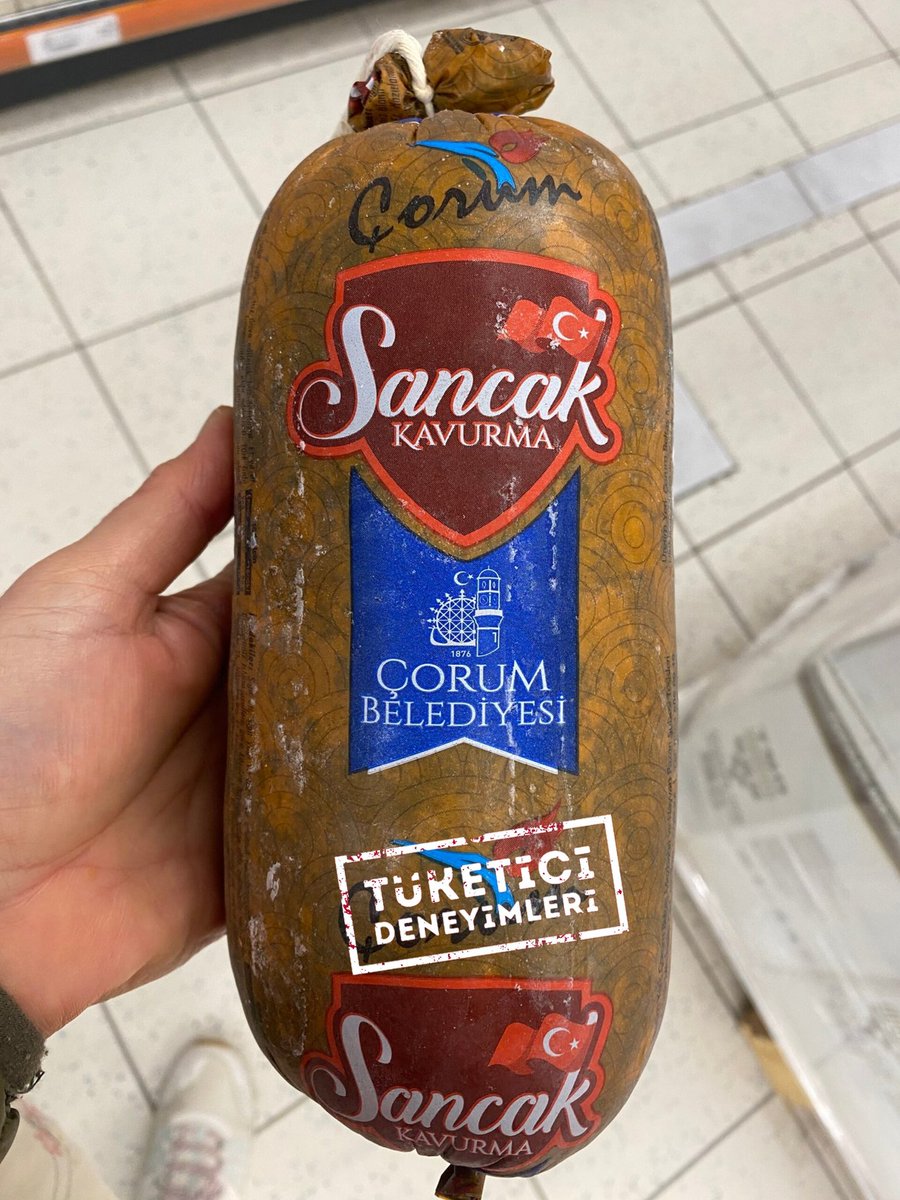 Çorum
Sancak
KAVURMA
1876
ÇORUM
BELEDİYESİ
TÜKETİCİ
DENEYİMLERİ
Sancak
KAVURMA